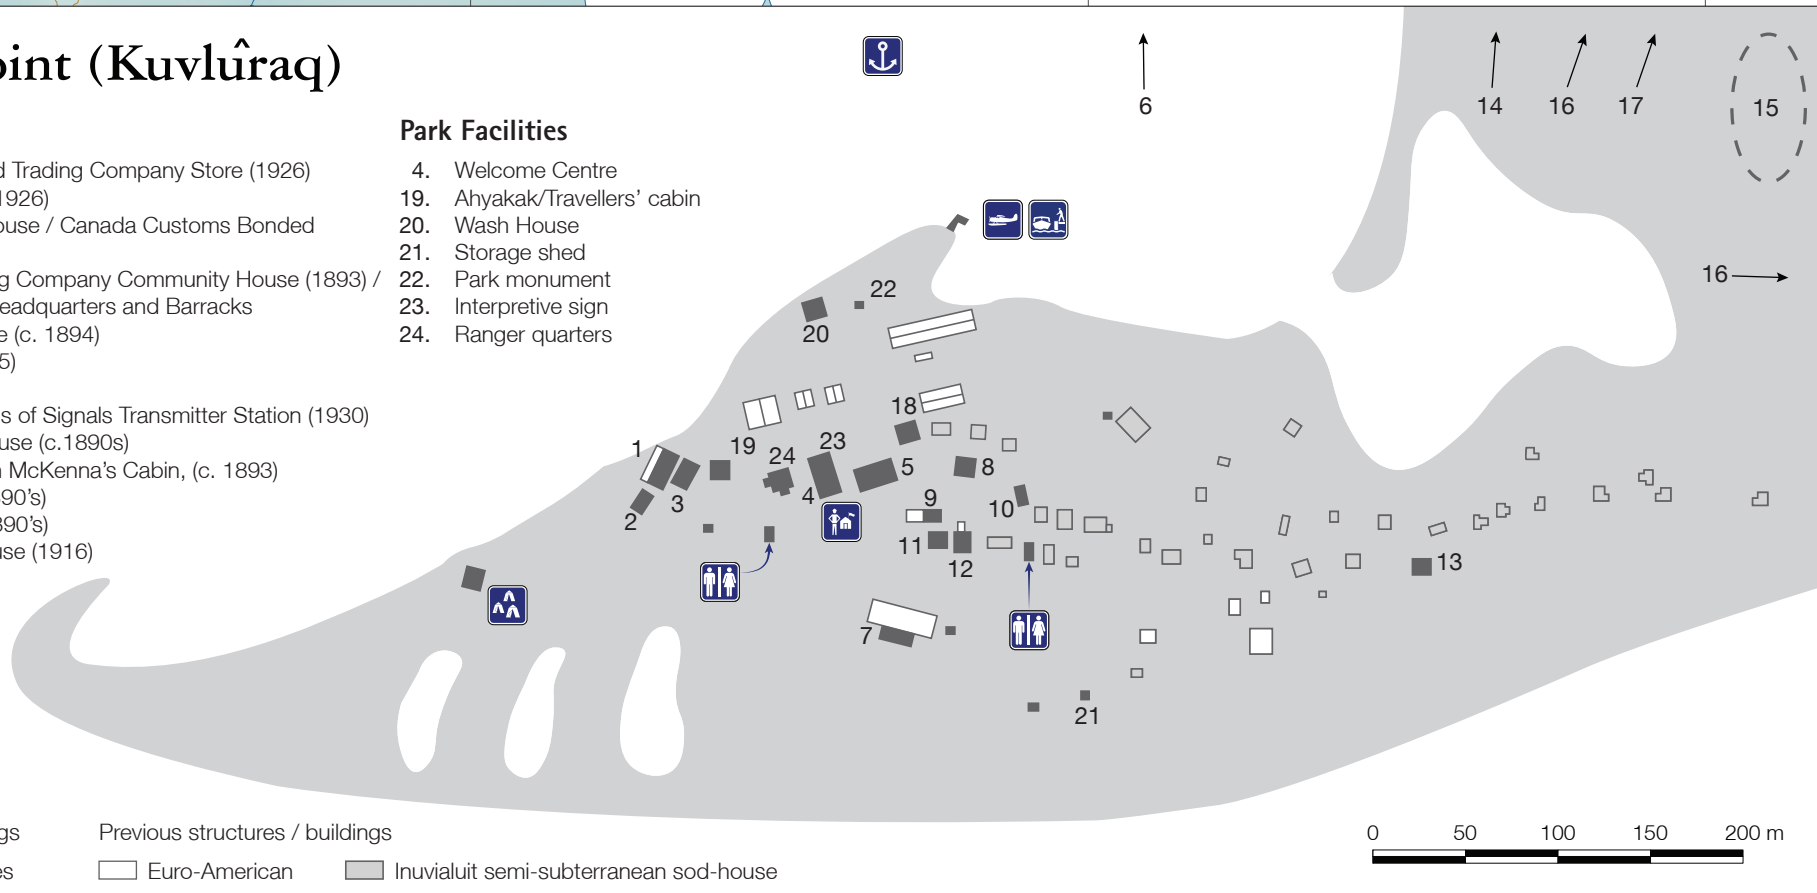 oint (Kuvlûraq)
d Trading Company Store (1926)
1926)
ouse / Canada Customs Bonded
g Company Community House (1893) /
eadquarters and Barracks
e (c. 1894)
5)
s of Signals Transmitter Station (1930)
use (c.1890s)
n McKenna's Cabin, (c. 1893)
90's)
890's)
use (1916)
Park Facilities
4. Welcome Centre
19. Ahyakak/Travellers' cabin
20. Wash House
21. Storage shed
22. Park monument
23. Interpretive sign
24. Ranger quarters
6
14 16 17 15
16
22
20
18
1 19 24 23 5 8
3 4 9 10
2
11 12 13
7
21
gs
es
Previous structures / buildings
Euro-American
Inuvialuit semi-subterranean sod-house
0 50 100 150 200 m